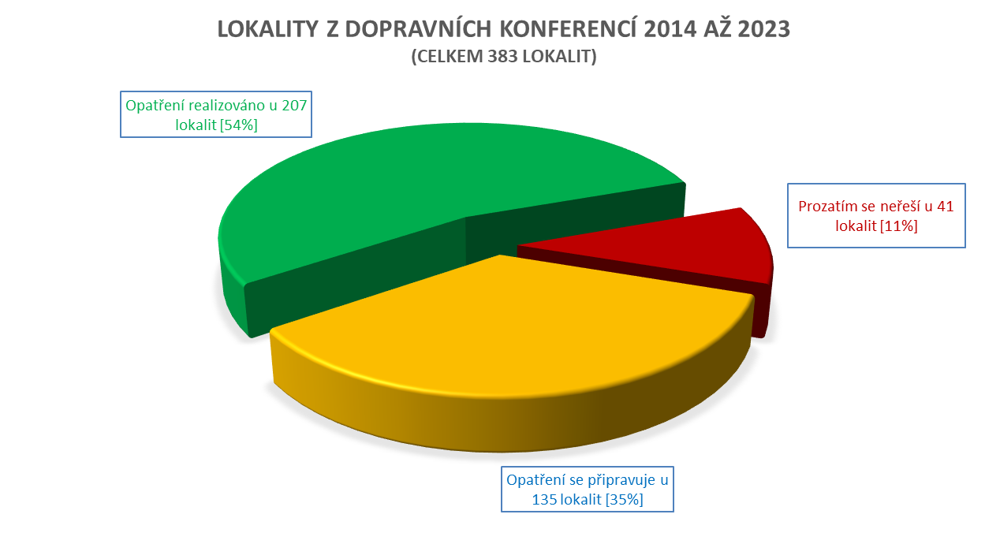 LOKALITY Z DOPRAVNÍCH KONFERENCÍ 2014 AŽ 2023
(CELKEM 383 LOKALIT)
Opatření realizováno u 207
lokalit [54%]
Prozatím se neřeší u 41
lokalit [11%]
Opatření se připravuje u
135 lokalit [35%]